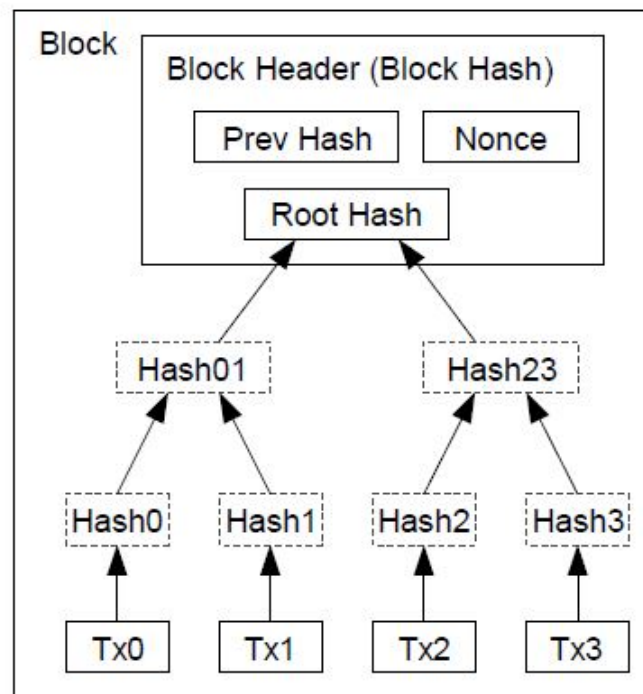 Block
Block Header (Block Hash)
Prev Hash Nonce
Root Hash
Hash01 Hash23
Hash0 Hash1 Hash2 Hash3
Tx0 Tx1 Tx2 Tx3